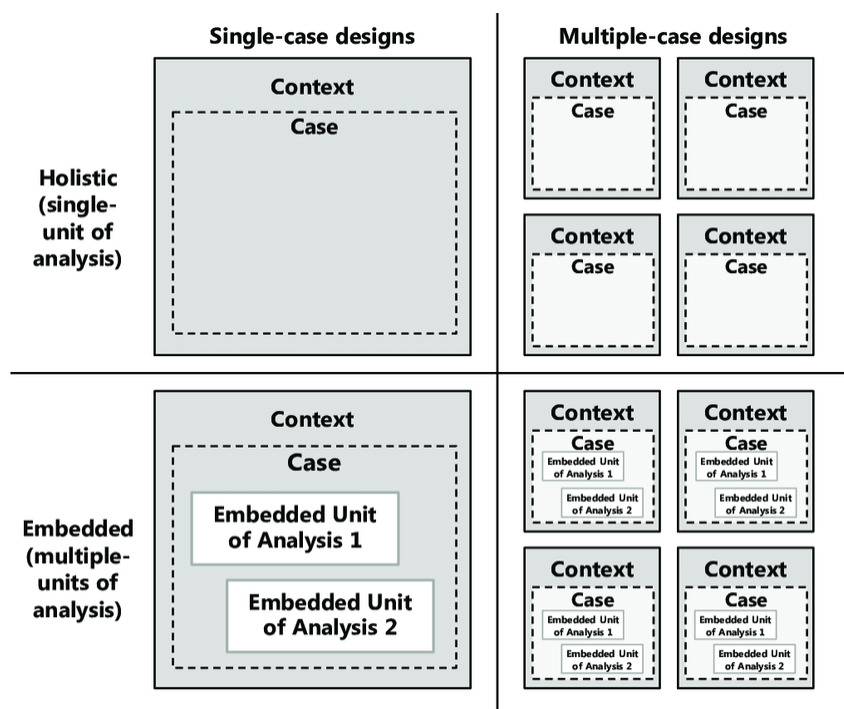 Single-case designs
Multiple-case designs
Holistic
(single-
unit of
analysis)
Context
Case
Context
Case
Context
Case
Context
Case
Context
Case
Embedded
(multiple-
units of
analysis)
Context
Case
Embedded Unit
of Analysis 1
Embedded Unit
of Analysis 2
Context
Case
Embedded Unit
of Analysis 1
Embedded Unit
of Analysis 2
Context
Case
Embedded Unit
of Analysis 1
Embedded Unit
of Analysis 2
Context
Case
Embedded Unit
of Analysis 1
Embedded Unit
of Analysis 2
Context
Case
Embedded Unit
of Analysis 1
Embedded Unit
of Analysis 2